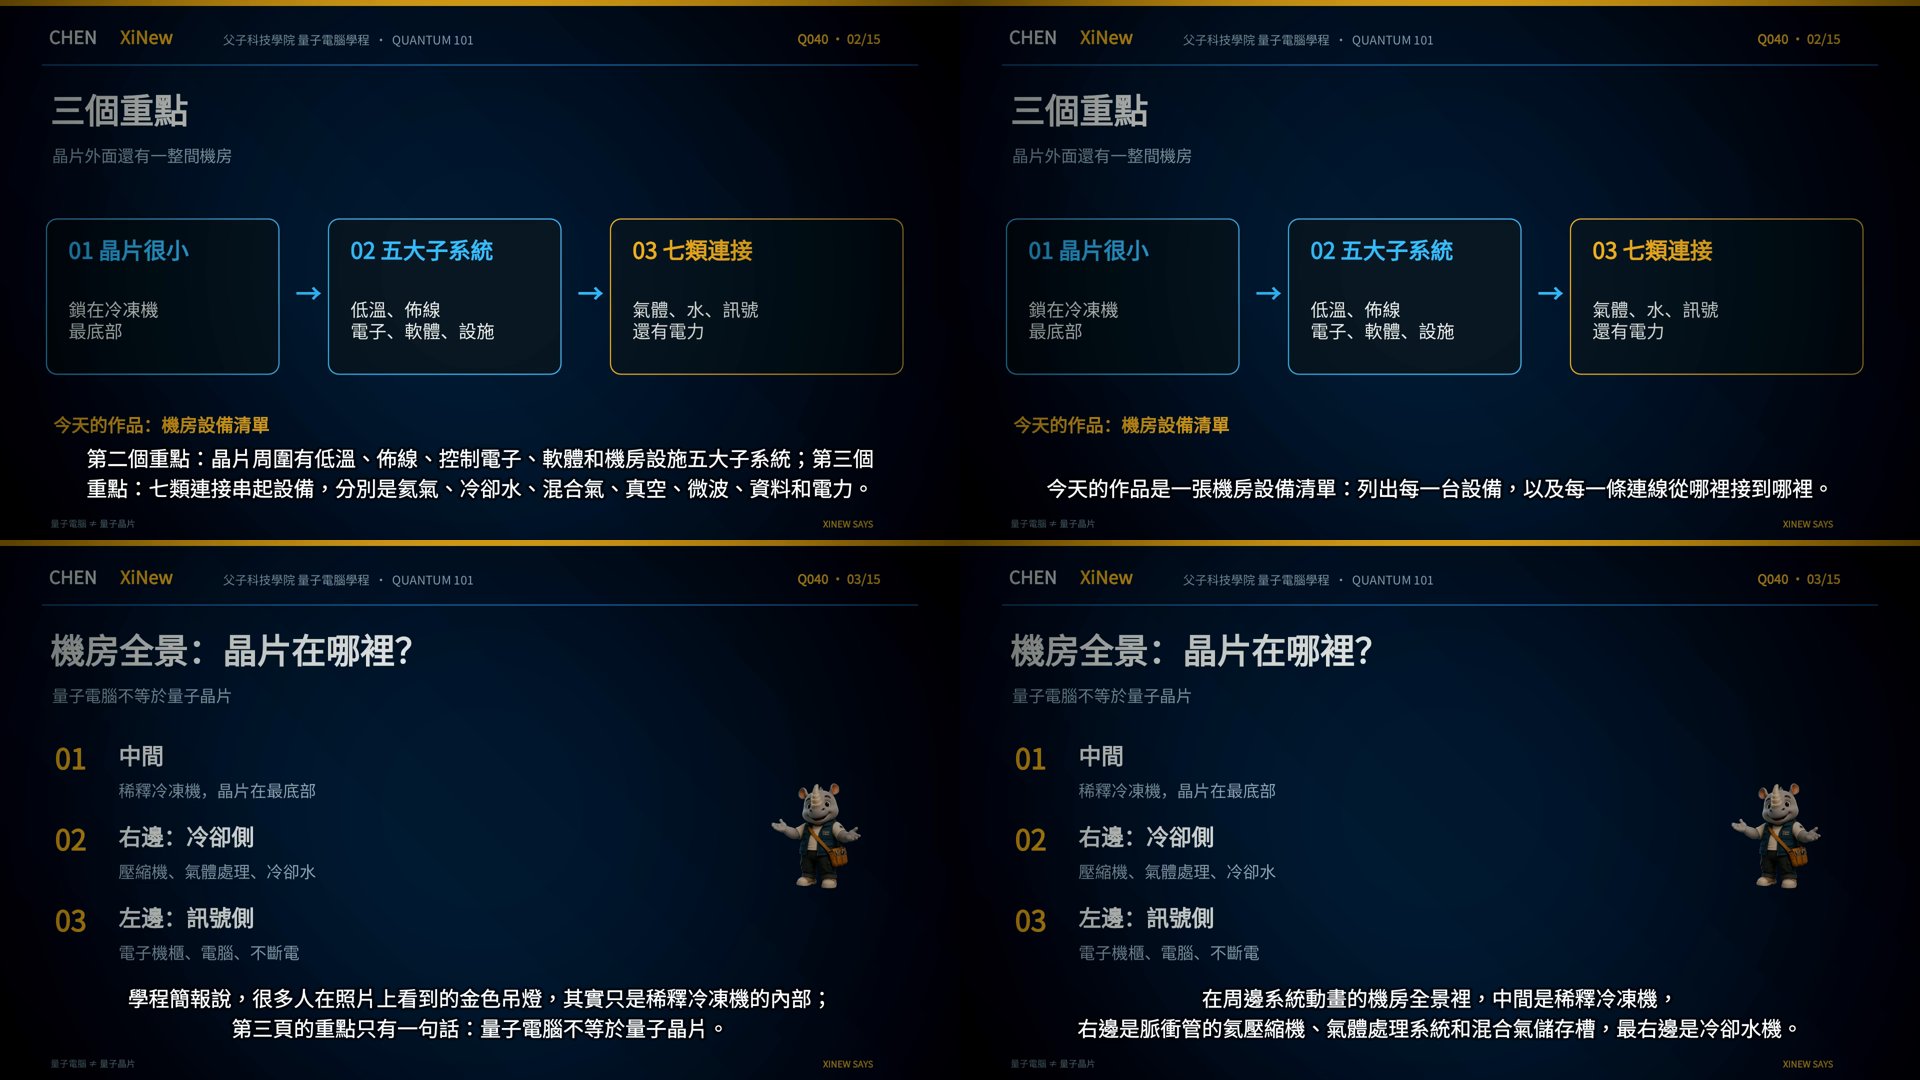 CHEN XiNew 父子科技學院 量子電腦學程 · QUANTUM 101 Q040 · 02/15
三個重點
晶片外面還有一整間機房
01 晶片很小
鎖在冷凍機
最底部
→
02 五大子系統
低溫、佈線
電子、軟體、設施
→
03 七類連接
氣體、水、訊號
還有電力
今天的作品：機房設備清單
第二個重點：晶片周圍有低溫、佈線、控制電子、軟體和機房設施五大子系統；第三個
重點：七類連接串起設備，分別是氦氣、冷卻水、混合氣、真空、微波、資料和電力。
量子電腦 ≠ 量子晶片 XINEW SAYS
CHEN XiNew 父子科技學院 量子電腦學程 · QUANTUM 101 Q040 · 02/15
三個重點
晶片外面還有一整間機房
01 晶片很小
鎖在冷凍機
最底部
→
02 五大子系統
低溫、佈線
電子、軟體、設施
→
03 七類連接
氣體、水、訊號
還有電力
今天的作品：機房設備清單
今天的作品是一張機房設備清單：列出每一台設備，以及每一條連線從哪裡接到哪裡。
量子電腦 ≠ 量子晶片 XINEW SAYS
CHEN XiNew 父子科技學院 量子電腦學程 · QUANTUM 101 Q040 · 03/15
機房全景：晶片在哪裡？
量子電腦不等於量子晶片
01 中間
稀釋冷凍機，晶片在最底部
02 右邊：冷卻側
壓縮機、氣體處理、冷卻水
03 左邊：訊號側
電子機櫃、電腦、不斷電
學程簡報說，很多人在照片上看到的金色吊燈，其實只是稀釋冷凍機的內部；
第三頁的重點只有一句話：量子電腦不等於量子晶片。
量子電腦 ≠ 量子晶片 XINEW SAYS
CHEN XiNew 父子科技學院 量子電腦學程 · QUANTUM 101 Q040 · 03/15
機房全景：晶片在哪裡？
量子電腦不等於量子晶片
01 中間
稀釋冷凍機，晶片在最底部
02 右邊：冷卻側
壓縮機、氣體處理、冷卻水
03 左邊：訊號側
電子機櫃、電腦、不斷電
在周邊系統動畫的機房全景裡，中間是稀釋冷凍機，
右邊是脈衝管的氦壓縮機、氣體處理系統和混合氣儲存槽，最右邊是冷卻水機。
量子電腦 ≠ 量子晶片 XINEW SAYS